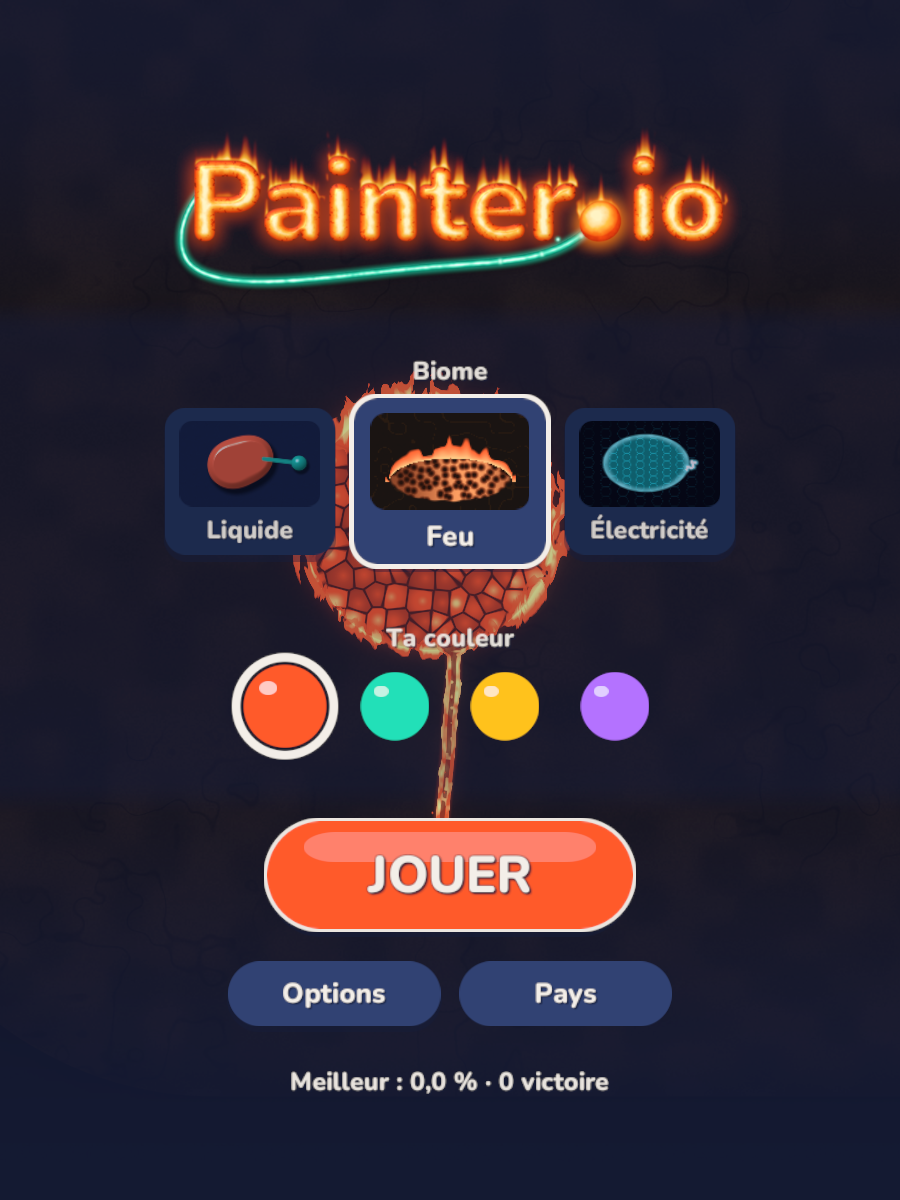 Painter.io
Biome
Liquide
Feu
Électricité
Ta couleur
JOUER
Options
Pays
Meilleur : 0,0 % · 0 victoire